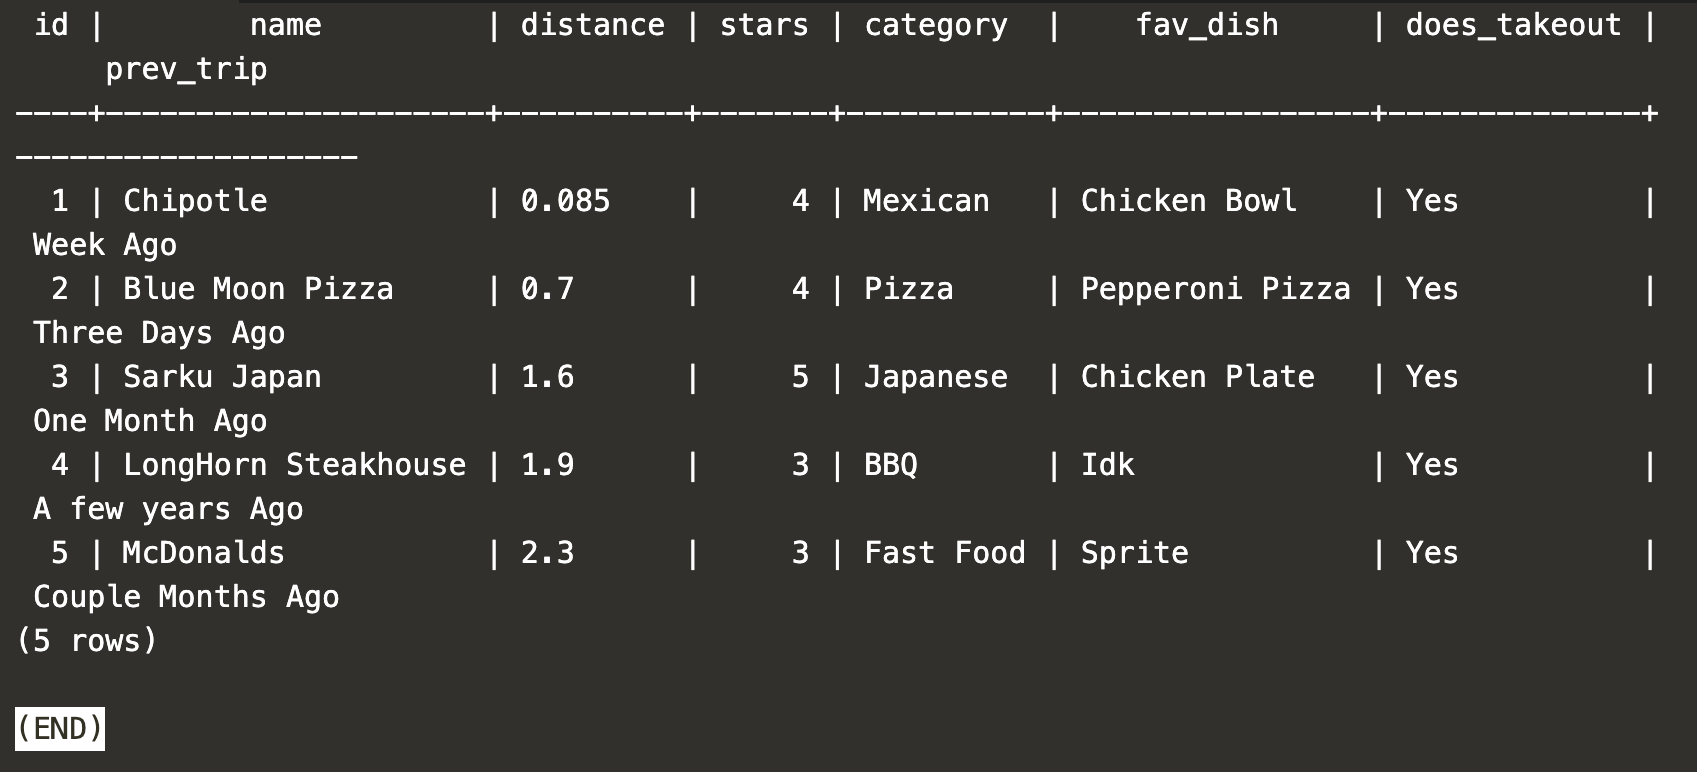 id |        name         | distance | stars | category  |    fav_dish     | does_takeout |
     prev_trip
----+---------------------+----------+-------+-----------+-----------------+--------------+
-------------------
  1 | Chipotle            | 0.085    |     4 | Mexican   | Chicken Bowl    | Yes          |
 Week Ago
  2 | Blue Moon Pizza     | 0.7      |     4 | Pizza     | Pepperoni Pizza | Yes          |
 Three Days Ago
  3 | Sarku Japan         | 1.6      |     5 | Japanese  | Chicken Plate   | Yes          |
 One Month Ago
  4 | LongHorn Steakhouse | 1.9      |     3 | BBQ       | Idk             | Yes          |
 A few years Ago
  5 | McDonalds           | 2.3      |     3 | Fast Food | Sprite          | Yes          |
 Couple Months Ago
(5 rows)

(END)